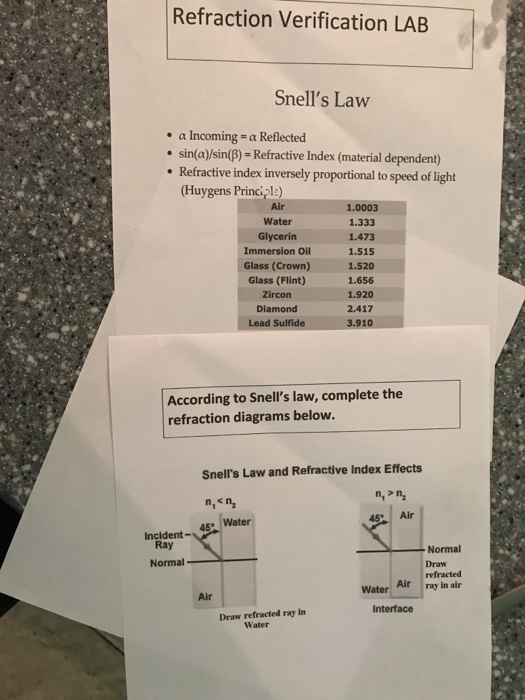 Refraction Verification LAB
Snell's Law
• α Incoming = α Reflected
• sin(α)/sin(β) = Refractive Index (material dependent)
• Refractive index inversely proportional to speed of light
(Huygens Principle)
Air 1.0003
Water 1.333
Glycerin 1.473
Immersion Oil 1.515
Glass (Crown) 1.520
Glass (Flint) 1.656
Zircon 1.920
Diamond 2.417
Lead Sulfide 3.910
According to Snell's law, complete the
refraction diagrams below.
Snell's Law and Refractive Index Effects
n₁ < n₂
45° Water
Incident
Ray
Normal
Air
Draw refracted ray in
Water
n₁ > n₂
45° Air
Normal
Draw
refracted
ray in air
Water Air
Interface